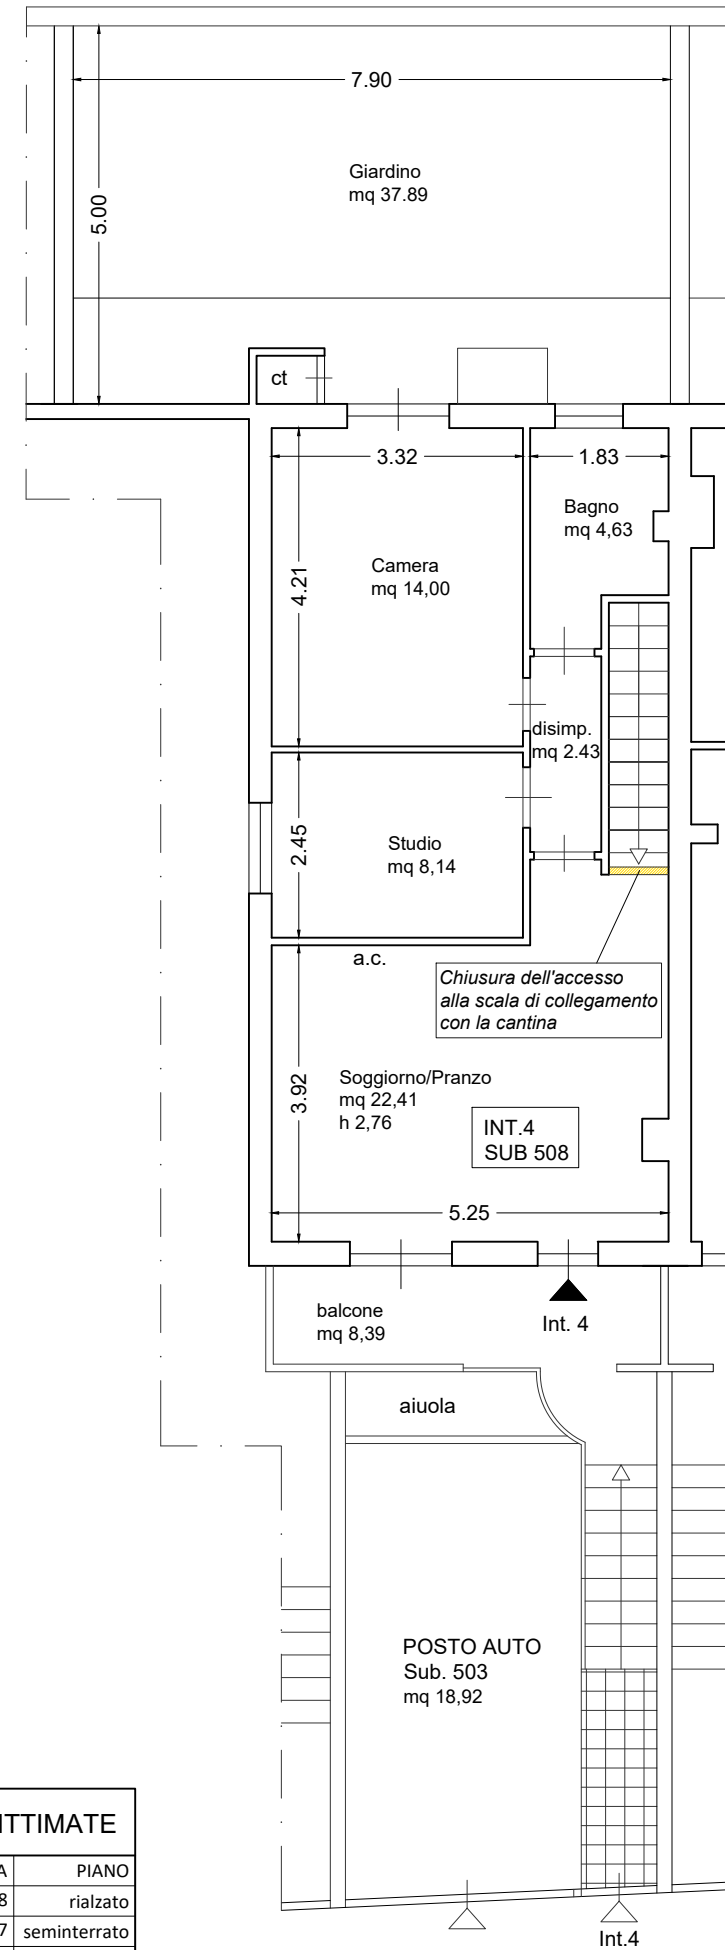 7.90
Giardino
mq 37.89
5.00
ct
3.32
1.83
Bagno
mq 4,63
Camera
mq 14,00
4.21
disimp.
mq 2.43
2.45
Studio
mq 8,14
a.c.
Chiusura dell'accesso
alla scala di collegamento
con la cantina
3.92
Soggiorno/Pranzo
mq 22,41
h 2,76
INT.4
SUB 508
5.25
balcone
mq 8,39
Int. 4
aiuola
POSTO AUTO
Sub. 503
mq 18,92
ITTIMATE
A PIANO
8 rialzato
7 seminterrato
Int.4